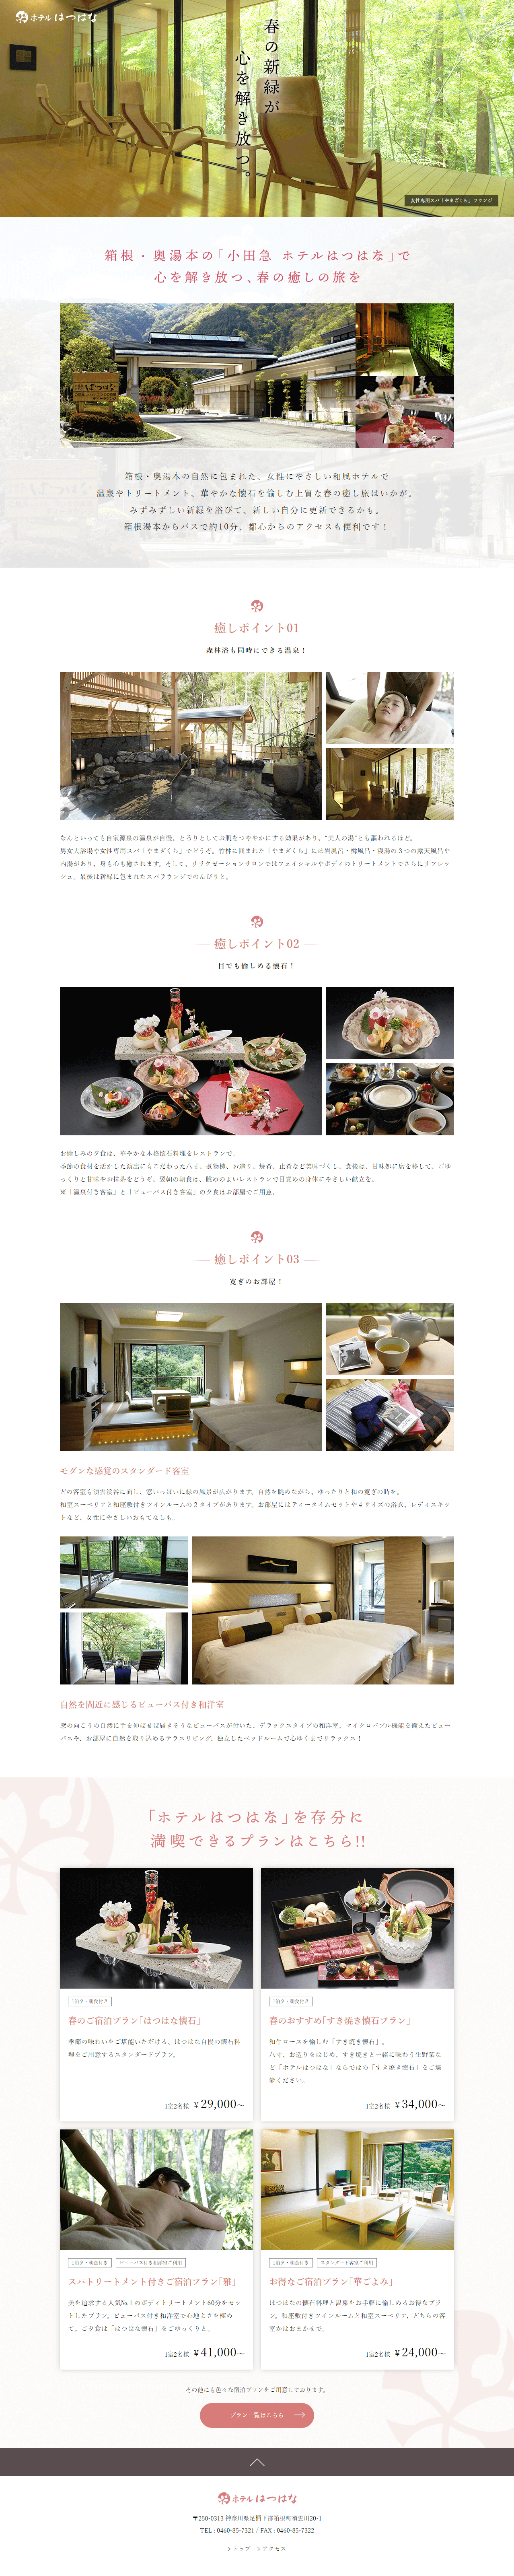 ホテル はつはな
春の新緑が
心を解き放つ。
女性専用スパ「やまざくら」ラウンジ
箱根・奥湯本の「小田急 ホテルはつはな」で
心を解き放つ、春の癒しの旅を
箱根・奥湯本の自然に包まれた、女性にやさしい和風ホテルで
温泉やトリートメント、華やかな懐石を愉しむ上質な春の癒し旅はいかが。
みずみずしい新緑を浴びて、新しい自分に更新できるかも。
箱根湯本からバスで約10分、都心からのアクセスも便利です！
癒しポイント01
森林浴も同時にできる温泉！
なんといっても自家源泉の温泉が自慢。とろりとしてお肌をつややかにする効果があり、“美人の湯”とも謳われるほど。
男女大浴場や女性専用スパ「やまざくら」でどうぞ。竹林に囲まれた「やまざくら」には岩風呂・樽風呂・寝湯の３つの露天風呂や
内湯があり、身も心も癒されます。そして、リラクゼーションサロンではフェイシャルやボディのトリートメントでさらにリフレッ
シュ。最後は新緑に包まれたスパラウンジでのんびりと。
癒しポイント02
目でも愉しめる懐石！
お愉しみの夕食は、華やかな本格懐石料理をレストランで。
季節の食材を活かした演出にもこだわった八寸、煮物椀、お造り、焼肴、止肴など美味づくし。食後は、甘味処に席を移して、ごゆ
っくりと甘味やお抹茶をどうぞ。翌朝の朝食は、眺めのよいレストランで目覚めの身体にやさしい献立を。
※「温泉付き客室」と「ビューバス付き客室」の夕食はお部屋でご用意。
癒しポイント03
寛ぎのお部屋！
モダンな感覚のスタンダード客室
どの客室も須雲渓谷に面し、窓いっぱいに緑の風景が広がります。自然を眺めながら、ゆったりと和の寛ぎの時を。
和室スーペリアと和座敷付きツインルームの２タイプがあります。お部屋にはティータイムセットや４サイズの浴衣、レディスキッ
トなど、女性にやさしいおもてなしも。
自然を間近に感じるビューバス付き和洋室
窓の向こうの自然に手を伸ばせば届きそうなビューバスが付いた、デラックスタイプの和洋室。マイクロバブル機能を備えたビュー
バスや、お部屋に自然を取り込めるテラスリビング、独立したベッドルームで心ゆくまでリラックス！
「ホテルはつはな」を存分に
満喫できるプランはこちら!!
1泊夕・朝食付き
春のご宿泊プラン「はつはな懐石」
季節の味わいをご堪能いただける、はつはな自慢の懐石料
理をご用意するスタンダードプラン。
1室2名様 ￥29,000〜
1泊夕・朝食付き
春のおすすめ「すき焼き懐石プラン」
和牛ロースを愉しむ「すき焼き懐石」。
八寸、お造りをはじめ、すき焼きと一緒に味わう生野菜な
ど「ホテルはつはな」ならではの「すき焼き懐石」をご堪
能ください。
1室2名様 ￥34,000〜
1泊夕・朝食付き ビューバス付き和洋室ご利用
スパトリートメント付きご宿泊プラン「雅」
美を追求する人気№１のボディトリートメント60分をセッ
トしたプラン。ビューバス付き和洋室で心地よさを極め
て。ご夕食は「はつはな懐石」をごゆっくりと。
1室2名様 ￥41,000〜
1泊夕・朝食付き スタンダード客室ご利用
お得なご宿泊プラン「華ごよみ」
はつはなの懐石料理と温泉をお手軽に愉しめるお得なプラ
ン。和座敷付きツインルームと和室スーペリア、どちらの客
室かはおまかせで。
1室2名様 ￥24,000〜
その他にも色々な宿泊プランをご用意しております。
プラン一覧はこちら
ホテル はつはな
〒250-0313 神奈川県足柄下郡箱根町須雲川20-1
TEL : 0460-85-7321 / FAX : 0460-85-7322
トップ アクセス